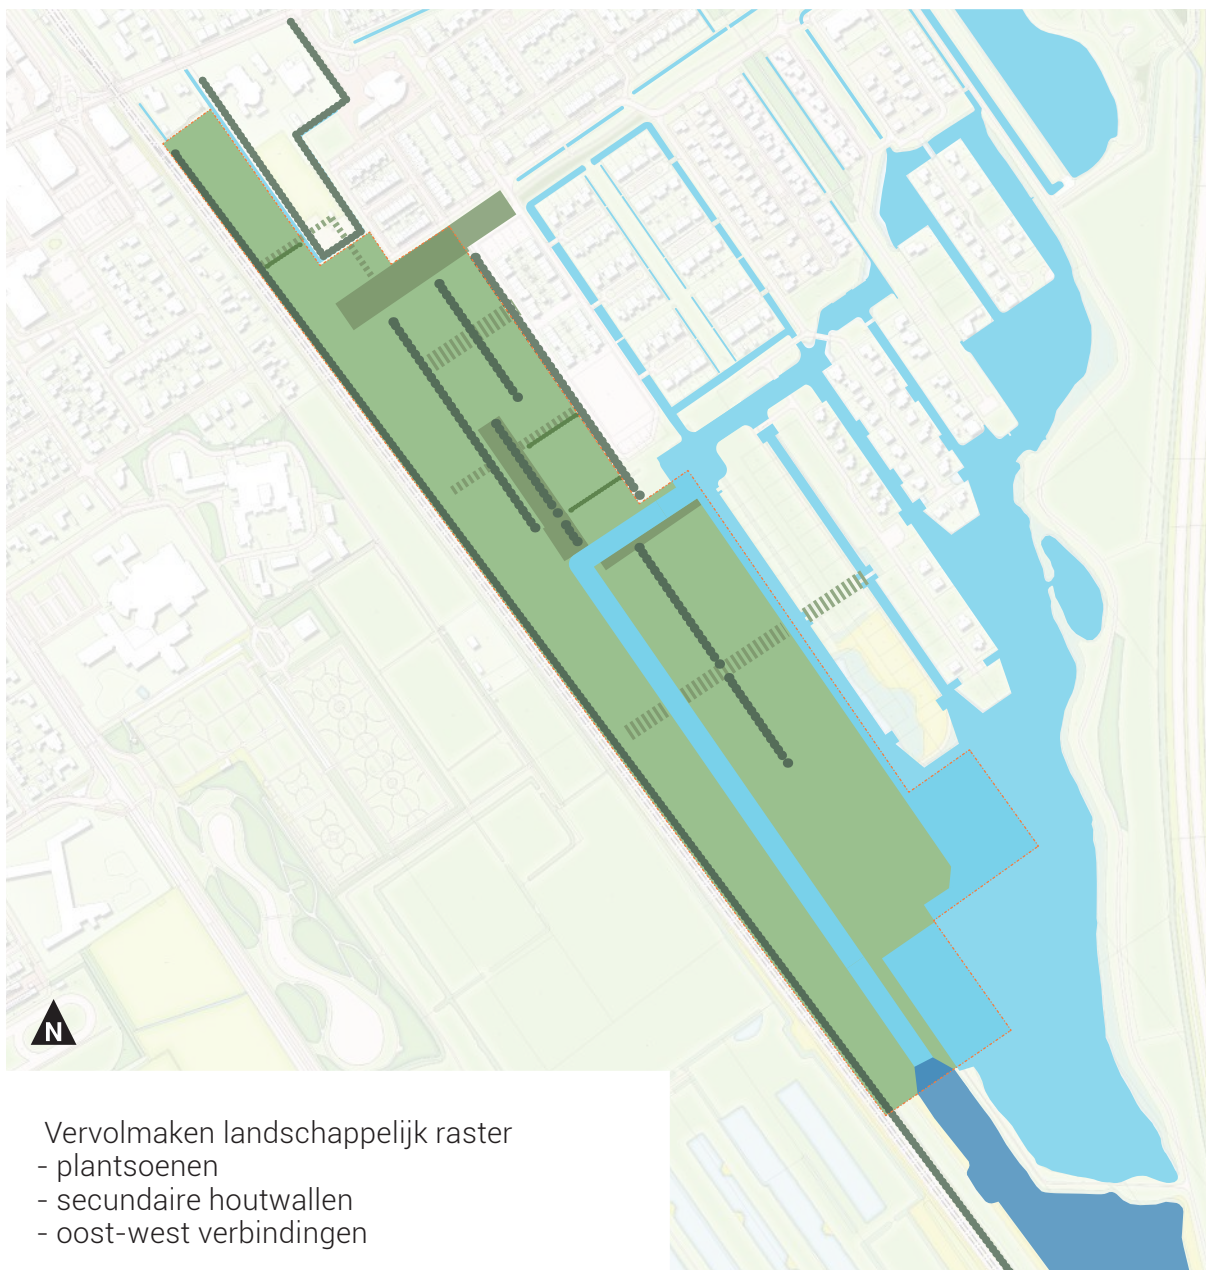 N
Vervolmaken landschappelijk raster
- plantsoenen
- secundaire houtwallen
- oost-west verbindingen